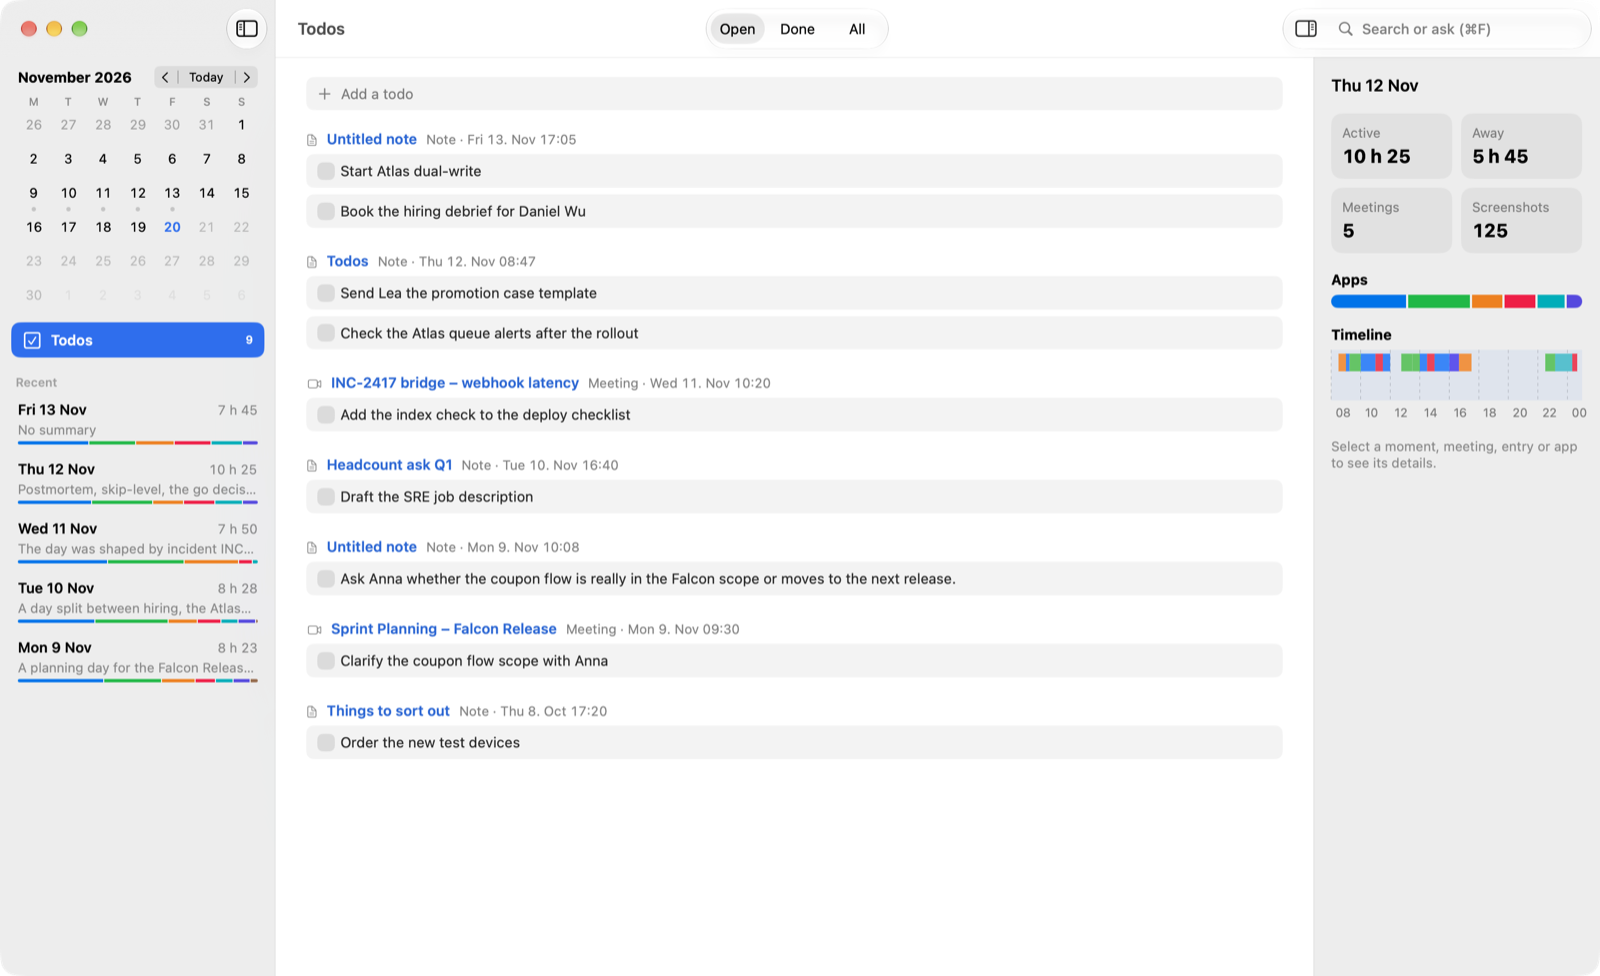 Todos
Open Done All
Search or ask (⌘F)
November 2026
Today
M T W T F S S
26 27 28 29 30 31 1
2 3 4 5 6 7 8
9 10 11 12 13 14 15
16 17 18 19 20 21 22
23 24 25 26 27 28 29
30 1 2 3 4 5 6
Todos 9
Recent
Fri 13 Nov 7 h 45
No summary
Thu 12 Nov 10 h 25
Postmortem, skip-level, the go decis...
Wed 11 Nov 7 h 50
The day was shaped by incident INC...
Tue 10 Nov 8 h 28
A day split between hiring, the Atlas...
Mon 9 Nov 8 h 23
A planning day for the Falcon Releas...
Add a todo
Untitled note Note · Fri 13. Nov 17:05
Start Atlas dual-write
Book the hiring debrief for Daniel Wu
Todos Note · Thu 12. Nov 08:47
Send Lea the promotion case template
Check the Atlas queue alerts after the rollout
INC-2417 bridge – webhook latency Meeting · Wed 11. Nov 10:20
Add the index check to the deploy checklist
Headcount ask Q1 Note · Tue 10. Nov 16:40
Draft the SRE job description
Untitled note Note · Mon 9. Nov 10:08
Ask Anna whether the coupon flow is really in the Falcon scope or moves to the next release.
Sprint Planning – Falcon Release Meeting · Mon 9. Nov 09:30
Clarify the coupon flow scope with Anna
Things to sort out Note · Thu 8. Oct 17:20
Order the new test devices
Thu 12 Nov
Active Away
10 h 25 5 h 45
Meetings Screenshots
5 125
Apps
Timeline
08 10 12 14 16 18 20 22 00
Select a moment, meeting, entry or app
to see its details.